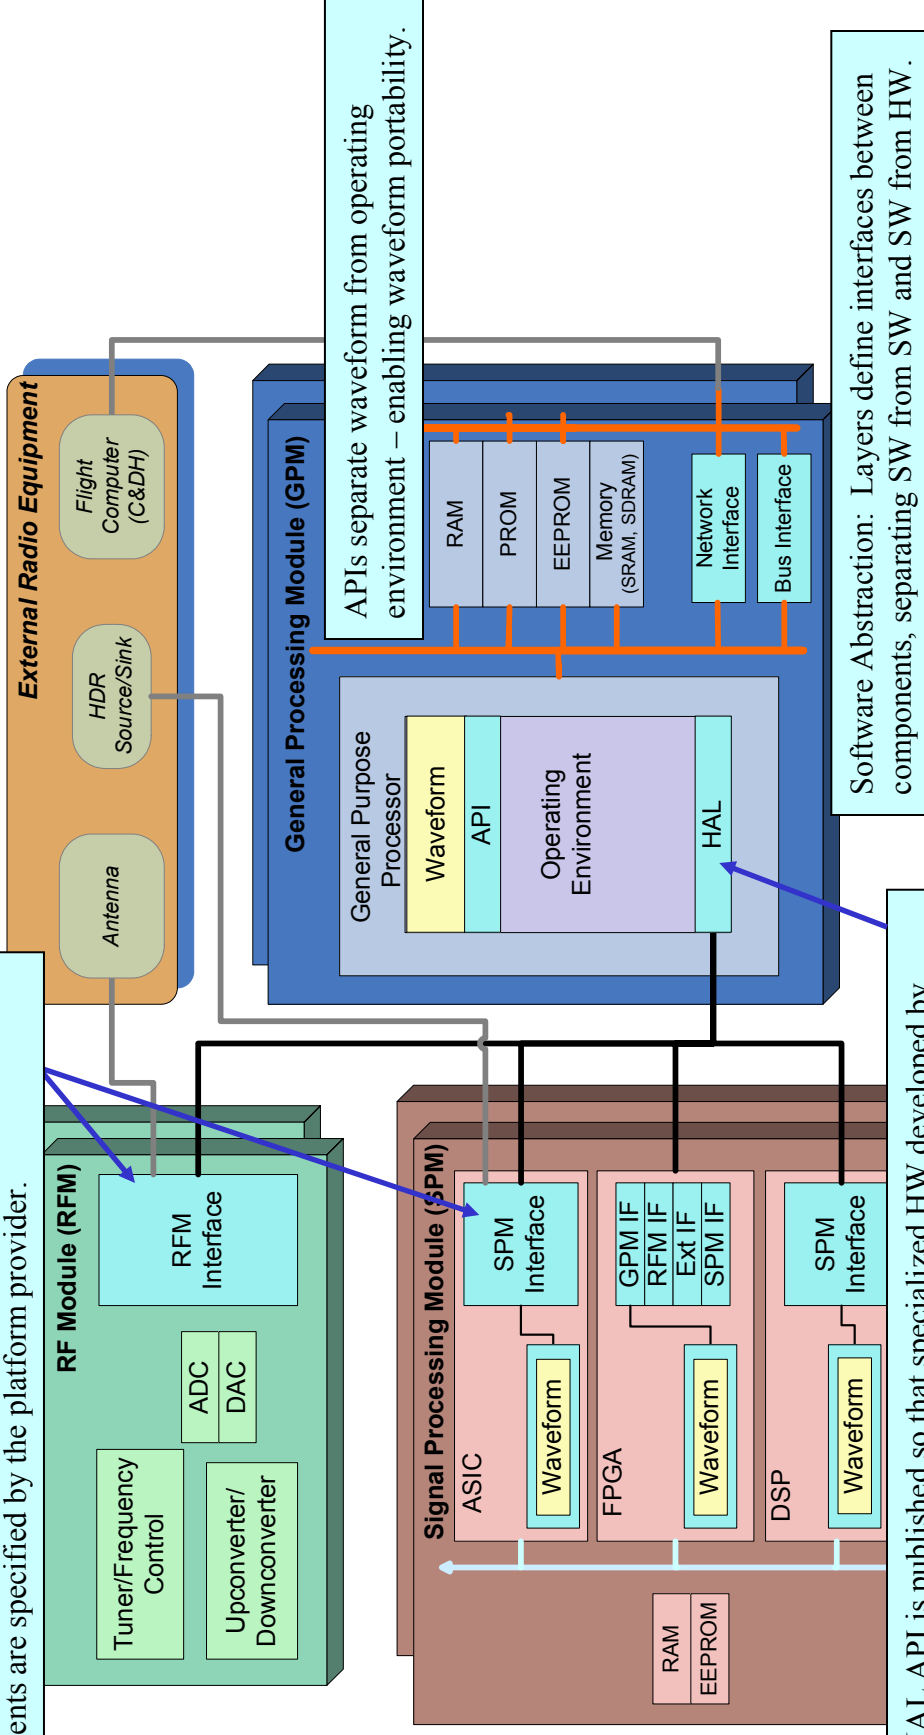 ents are specified by the platform provider.
RF Module (RFM)
Tuner/Frequency
Control
Upconverter/
Downconverter
ADC
DAC
RFM
Interface
External Radio Equipment
Antenna
HDR
Source/Sink
Flight
Computer
(C&DH)
Signal Processing Module (SPM)
RAM
EEPROM
ASIC
Waveform
SPM
Interface
FPGA
Waveform
GPM IF
RFM IF
Ext IF
SPM IF
DSP
Waveform
SPM
Interface
General Processing Module (GPM)
General Purpose
Processor
Waveform
API
Operating
Environment
HAL
RAM
PROM
EEPROM
Memory
(SRAM, SDRAM)
Network
Interface
Bus Interface
APIs separate waveform from operating
environment – enabling waveform portability.
AL API is published so that specialized HW developed by
Software Abstraction: Layers define interfaces between
components, separating SW from SW and SW from HW.